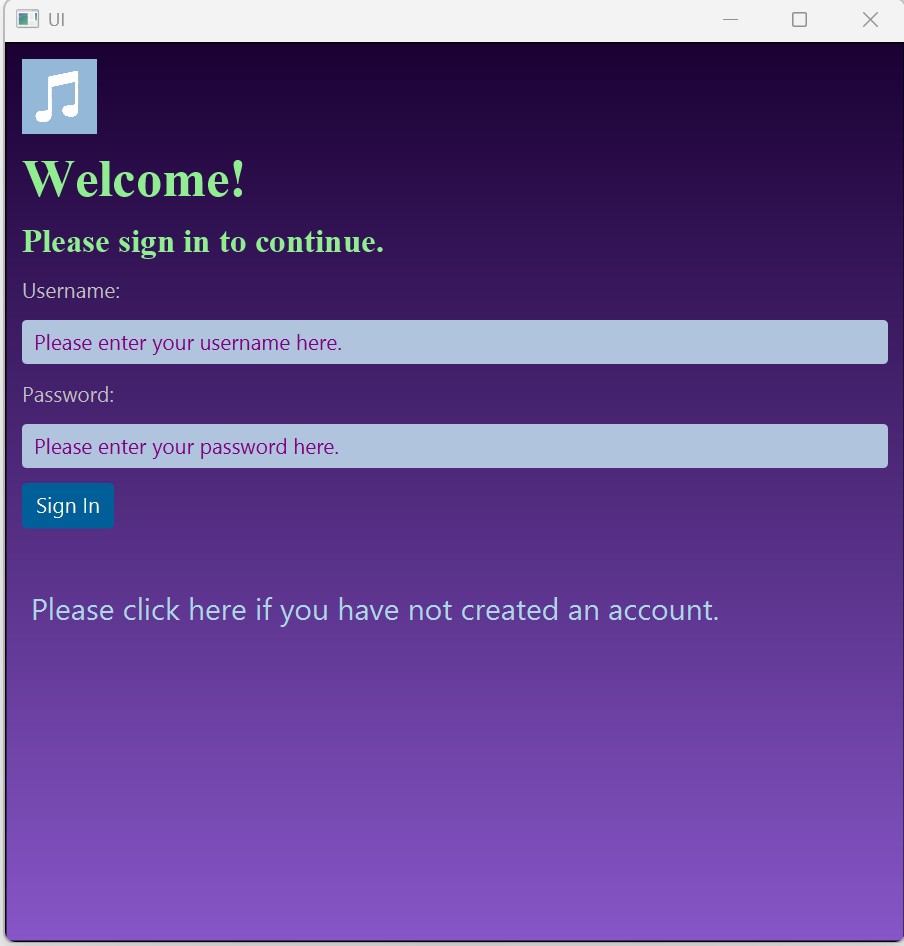 UI
Welcome!
Please sign in to continue.
Username:
Please enter your username here.
Password:
Please enter your password here.
Sign In
Please click here if you have not created an account.